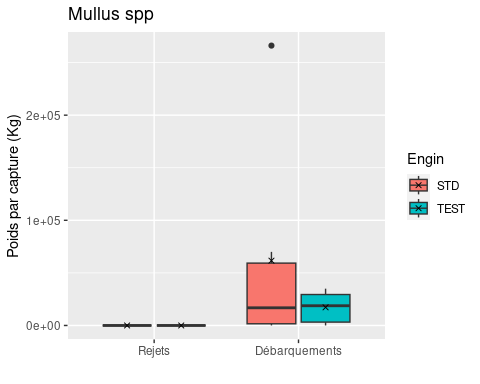 Mullus spp
Poids par capture (Kg)
2e+05
1e+05
0e+00
Rejets
Débarquements
Engin
STD
TEST